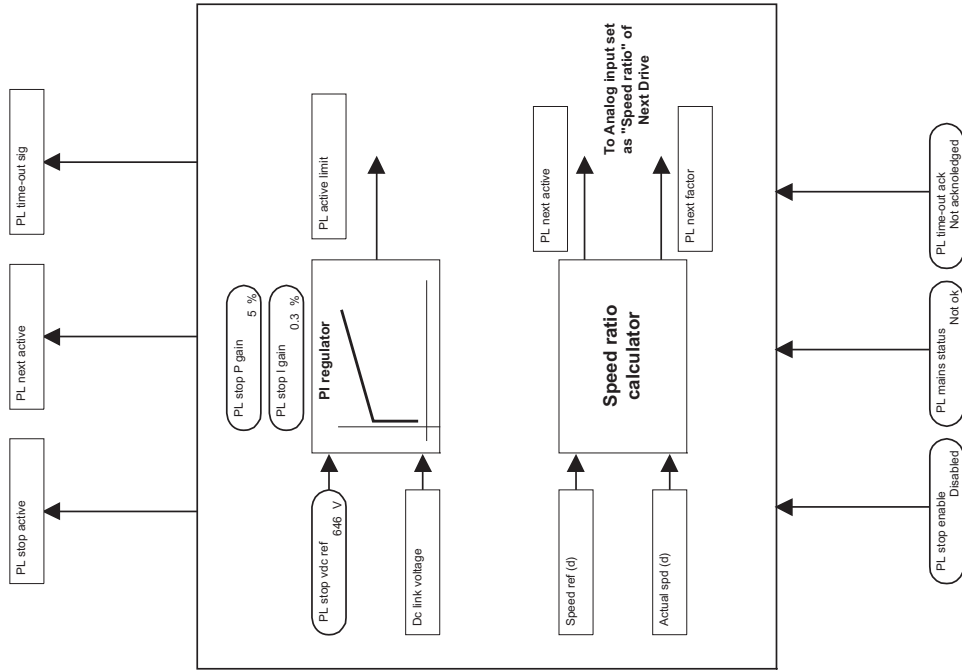 PL stop active
PL next active
PL time-out sig
PL stop P gain
5 %
PL stop I gain
0.3 %
PL stop vdc ref
646 V
Dc link voltage
PI regulator
PL active limit
Speed ref (d)
Actual spd (d)
Speed ratio
calculator
PL next active
PL next factor
To Analog input set
as "Speed ratio" of
Next Drive
PL stop enable
Disabled
PL mains status
Not ok
PL time-out ack
Not acknoledged